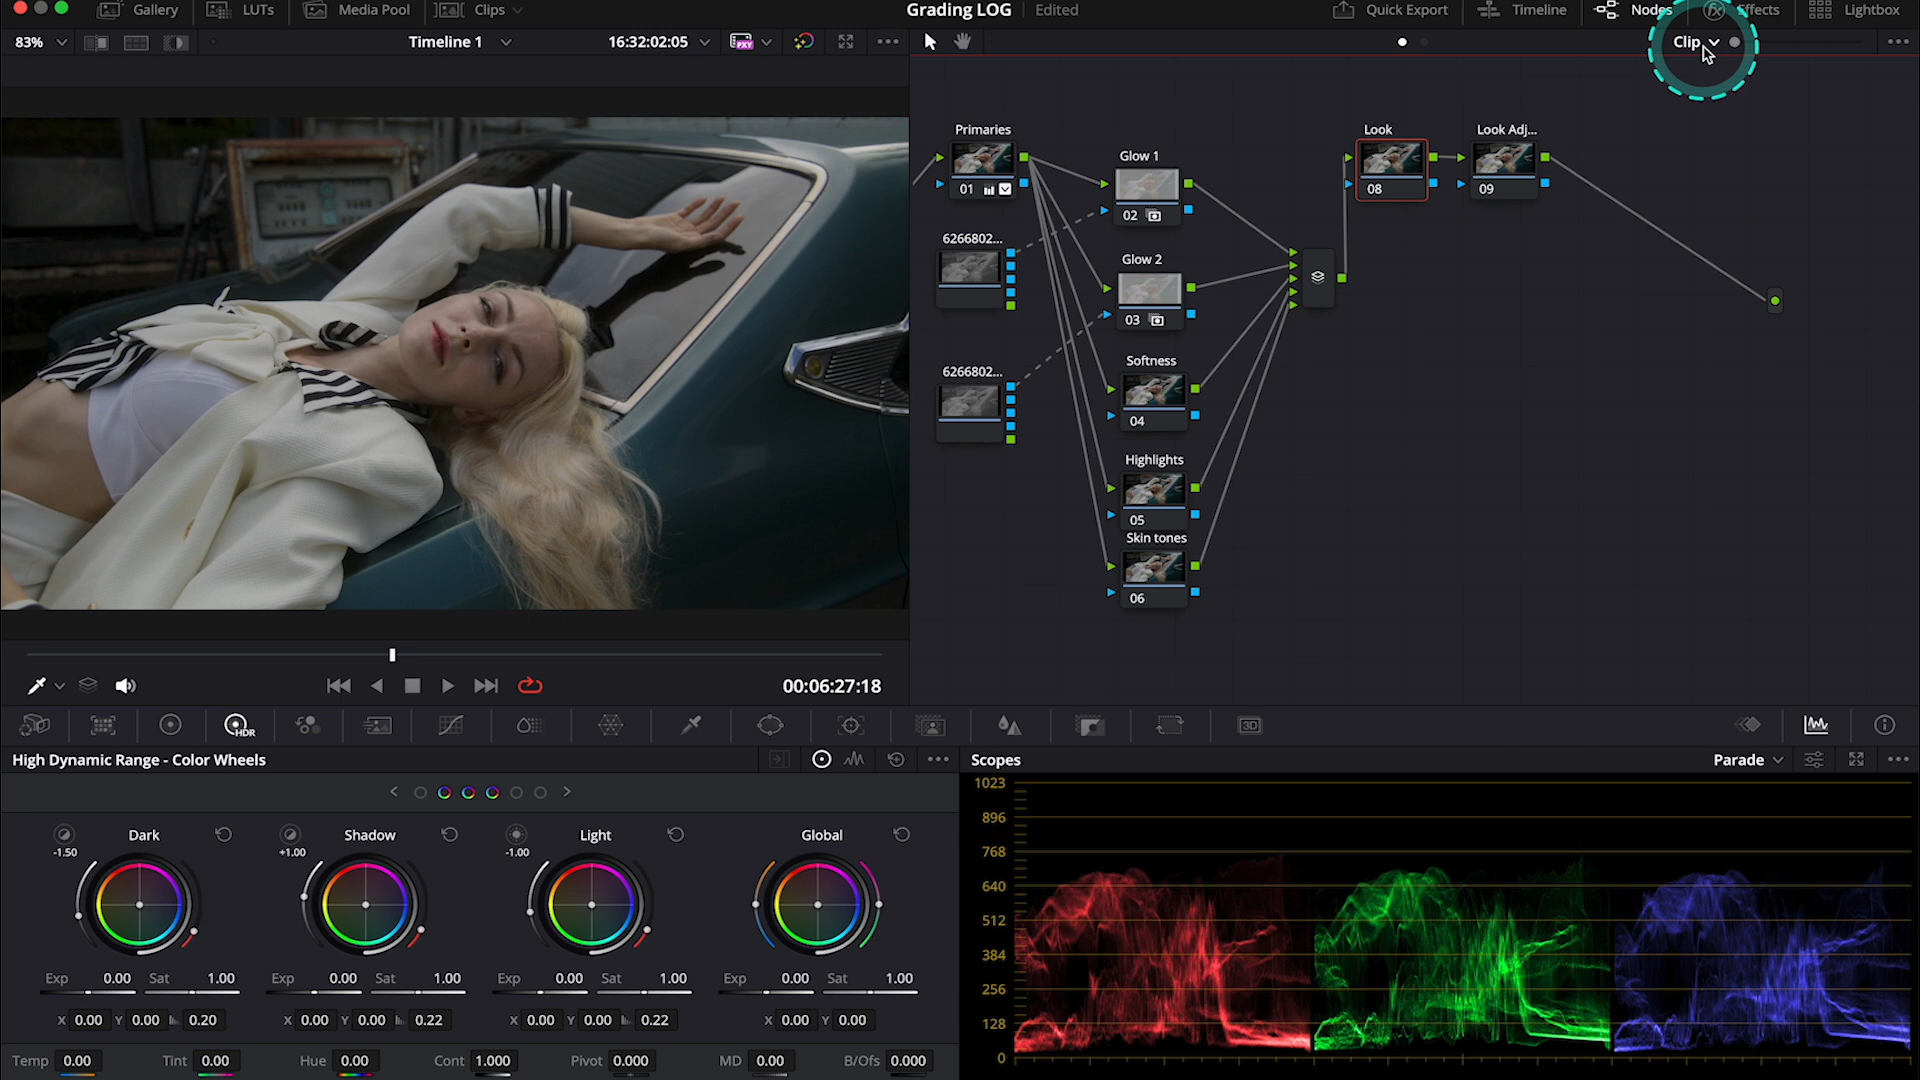 Gallery LUTs Media Pool Clips Grading LOG Edited Quick Export Timeline Nodes Effects Lightbox
83% Timeline 1 16:32:02:05 PXY Clip
Primaries
01
Glow 1
02
6266802...
Glow 2
03
6266802...
Softness
04
Highlights
05
Skin tones
06
Look
08
Look Adj...
09
00:06:27:18
HDR 3D
High Dynamic Range - Color Wheels
Dark Shadow Light Global
-1.50 +1.00 -1.00
Exp 0.00 Sat 1.00 Exp 0.00 Sat 1.00 Exp 0.00 Sat 1.00 Exp 0.00 Sat 1.00
X 0.00 Y 0.00 0.20 X 0.00 Y 0.00 0.22 X 0.00 Y 0.00 0.22 X 0.00 Y 0.00
Temp 0.00 Tint 0.00 Hue 0.00 Cont 1.000 Pivot 0.000 MD 0.00 B/Ofs 0.000
Scopes Parade
1023
896
768
640
512
384
256
128
0